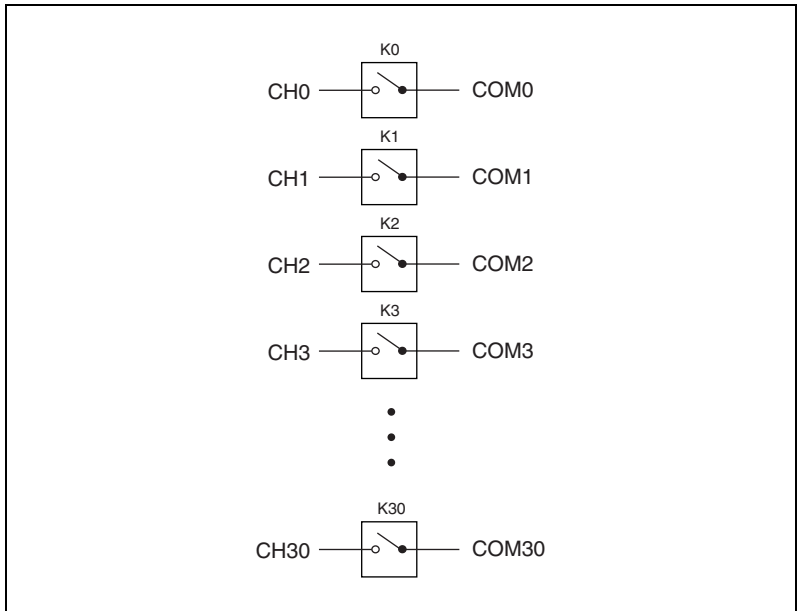 K0
CH0 COM0
K1
CH1 COM1
K2
CH2 COM2
K3
CH3 COM3
K30
CH30 COM30